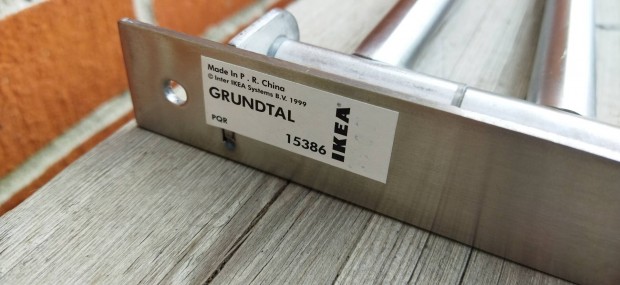 Made In P . R. China
© Inter IKEA Systems B.V. 1999
GRUNDTAL
PQR
15386
IKEA®